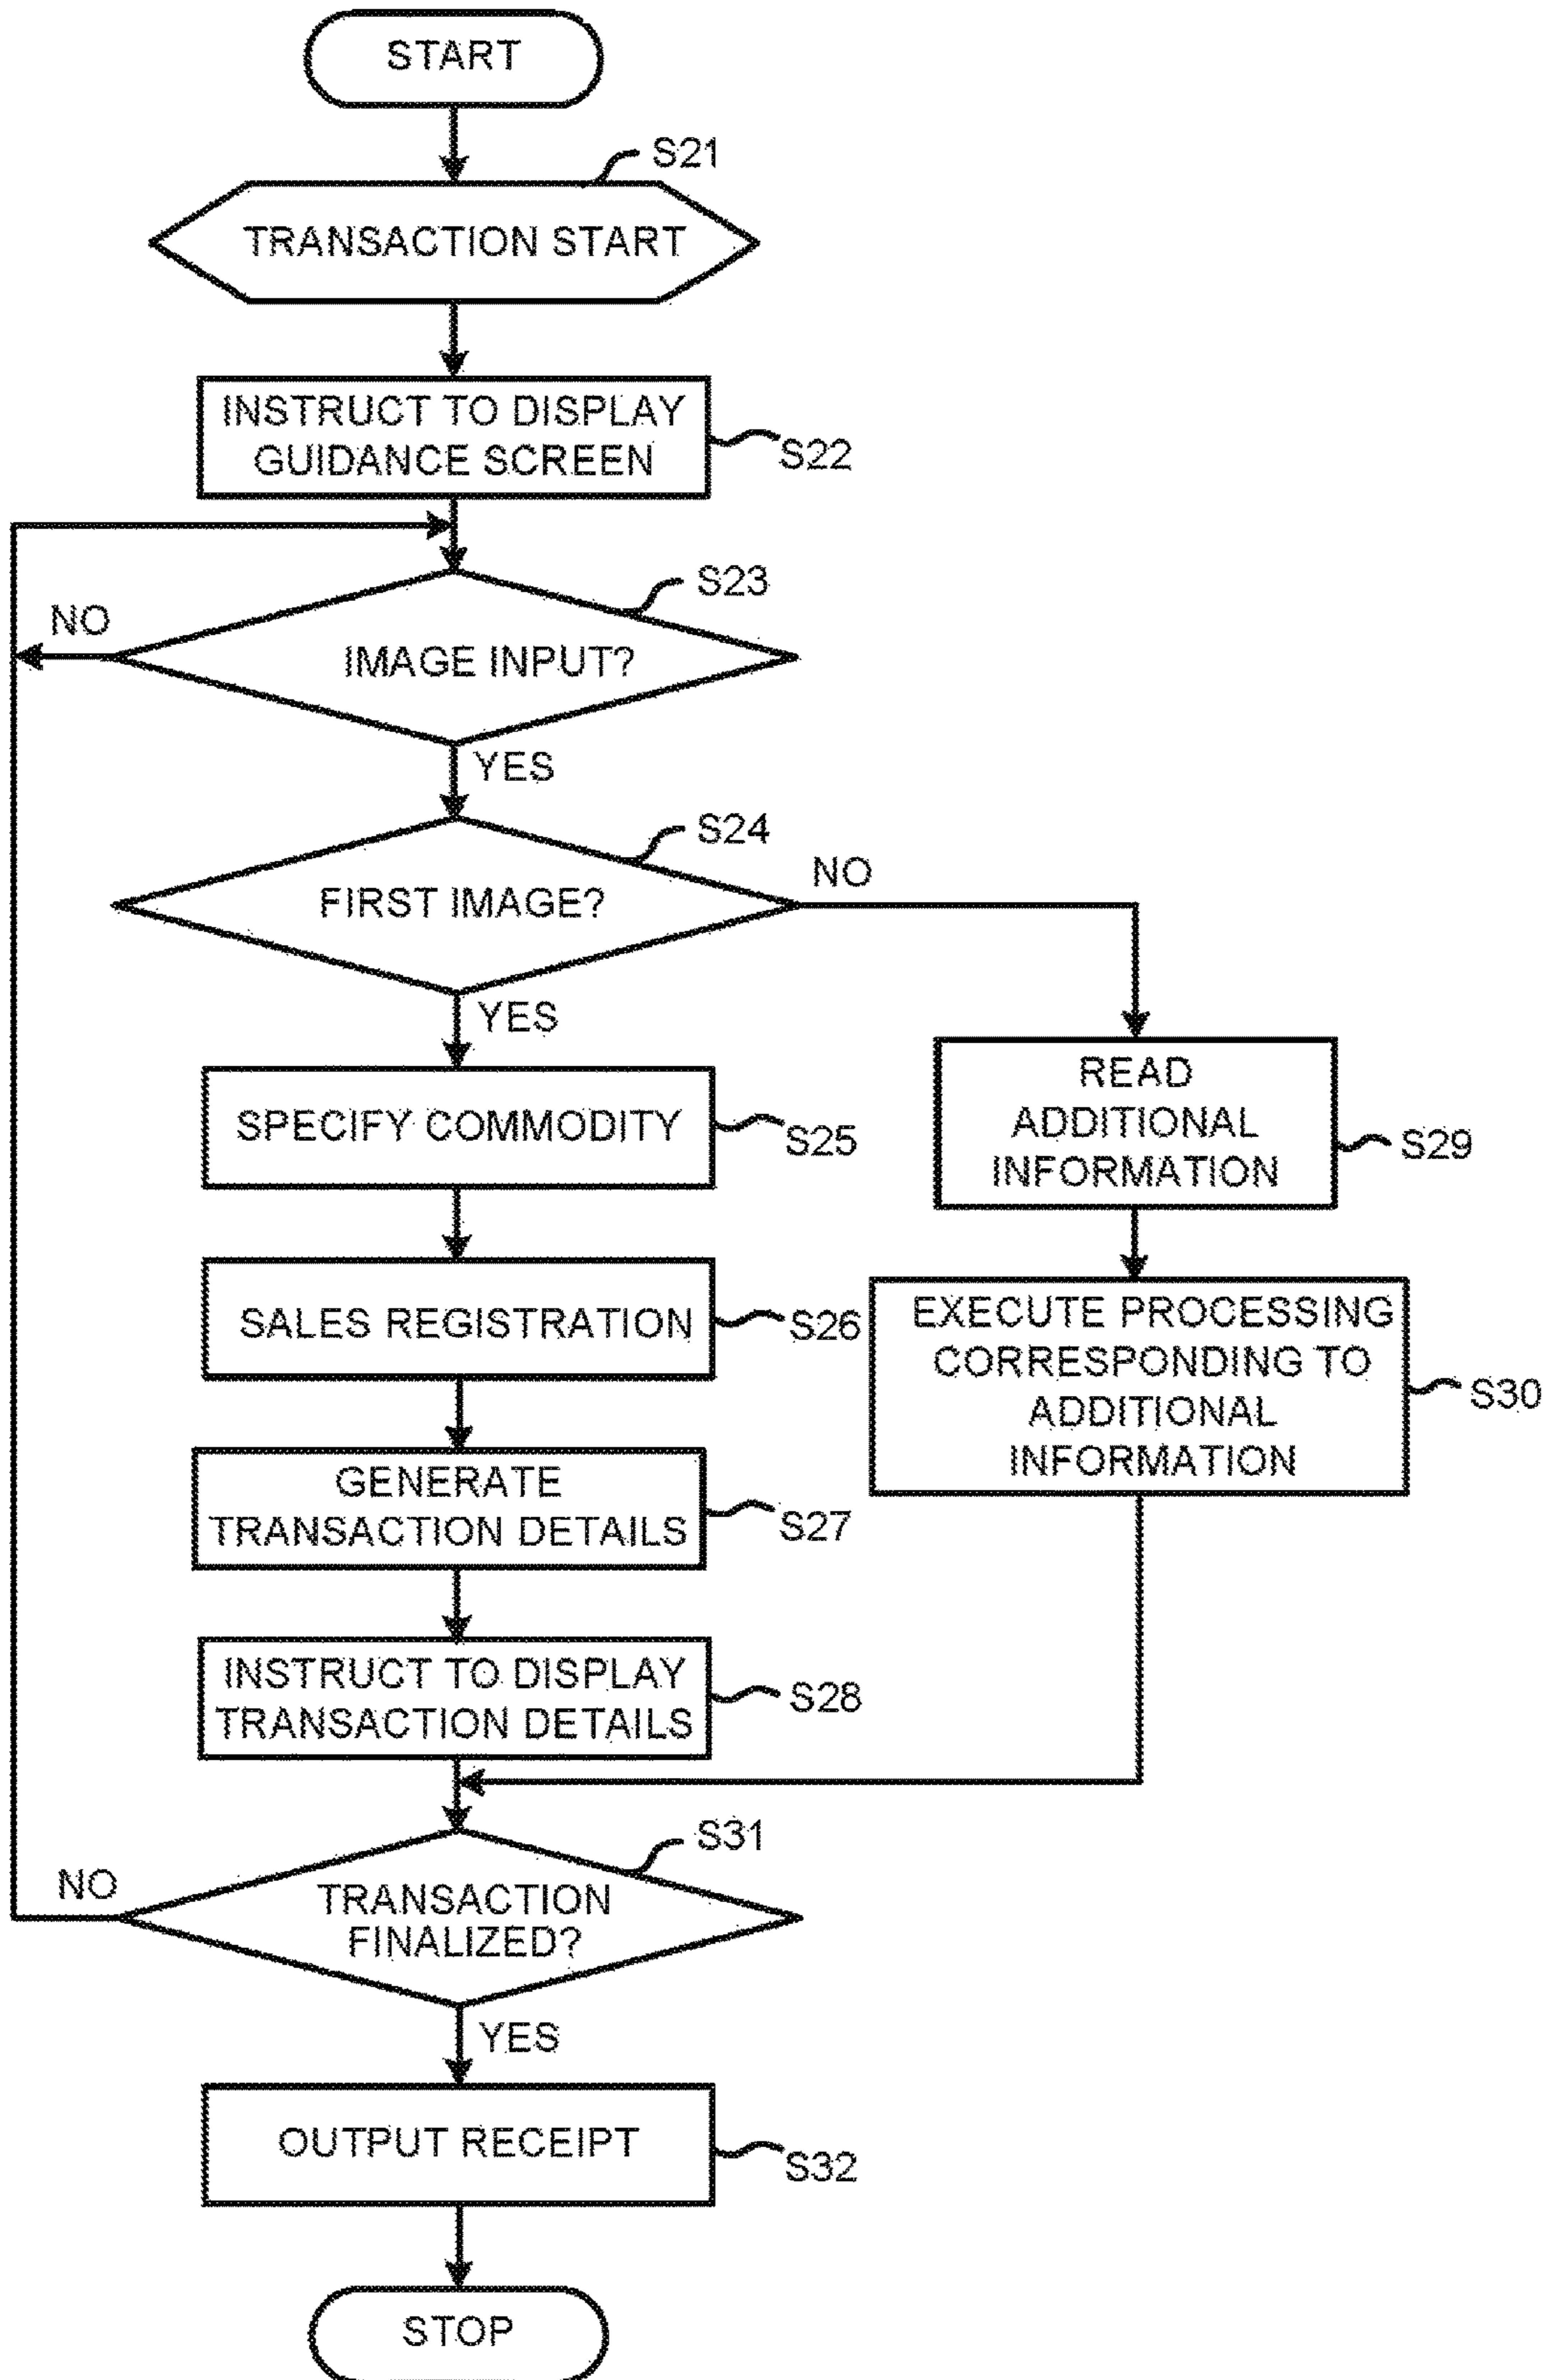 START
S21
TRANSACTION START
INSTRUCT TO DISPLAY
GUIDANCE SCREEN
S22
S23
NO
IMAGE INPUT?
YES
S24
NO
FIRST IMAGE?
YES
SPECIFY COMMODITY
S25
READ
ADDITIONAL
INFORMATION
S29
SALES REGISTRATION
S26
EXECUTE PROCESSING
CORRESPONDING TO
ADDITIONAL
INFORMATION
S30
GENERATE
TRANSACTION DETAILS
S27
INSTRUCT TO DISPLAY
TRANSACTION DETAILS
S28
S31
NO
TRANSACTION
FINALIZED?
YES
OUTPUT RECEIPT
S32
STOP